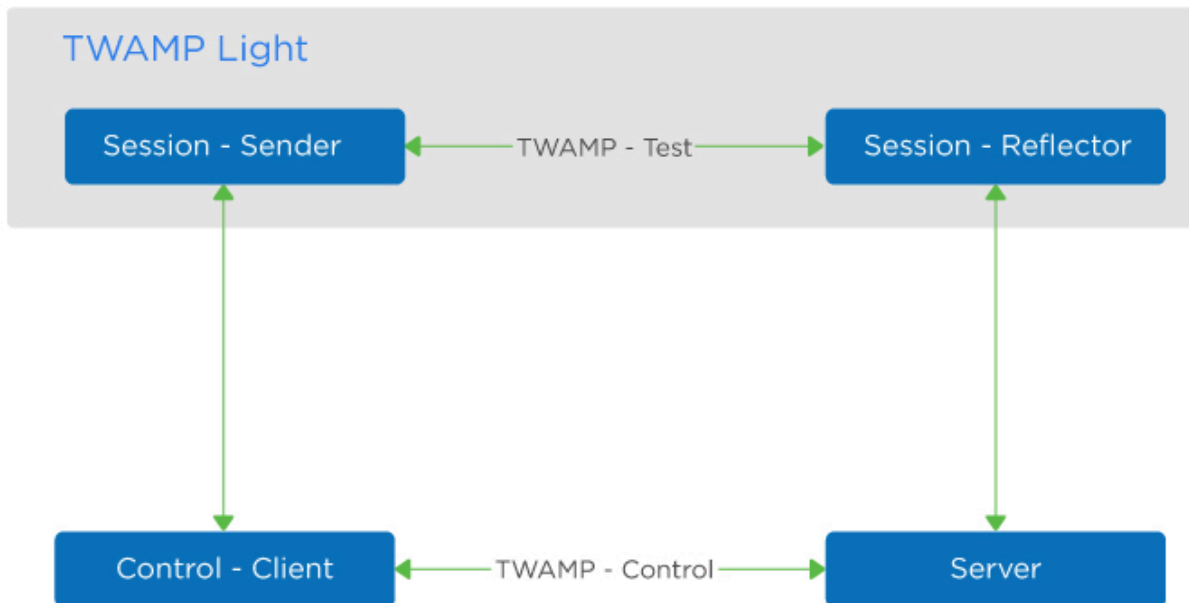 TWAMP Light
Session - Sender
TWAMP - Test
Session - Reflector
Control - Client
TWAMP - Control
Server